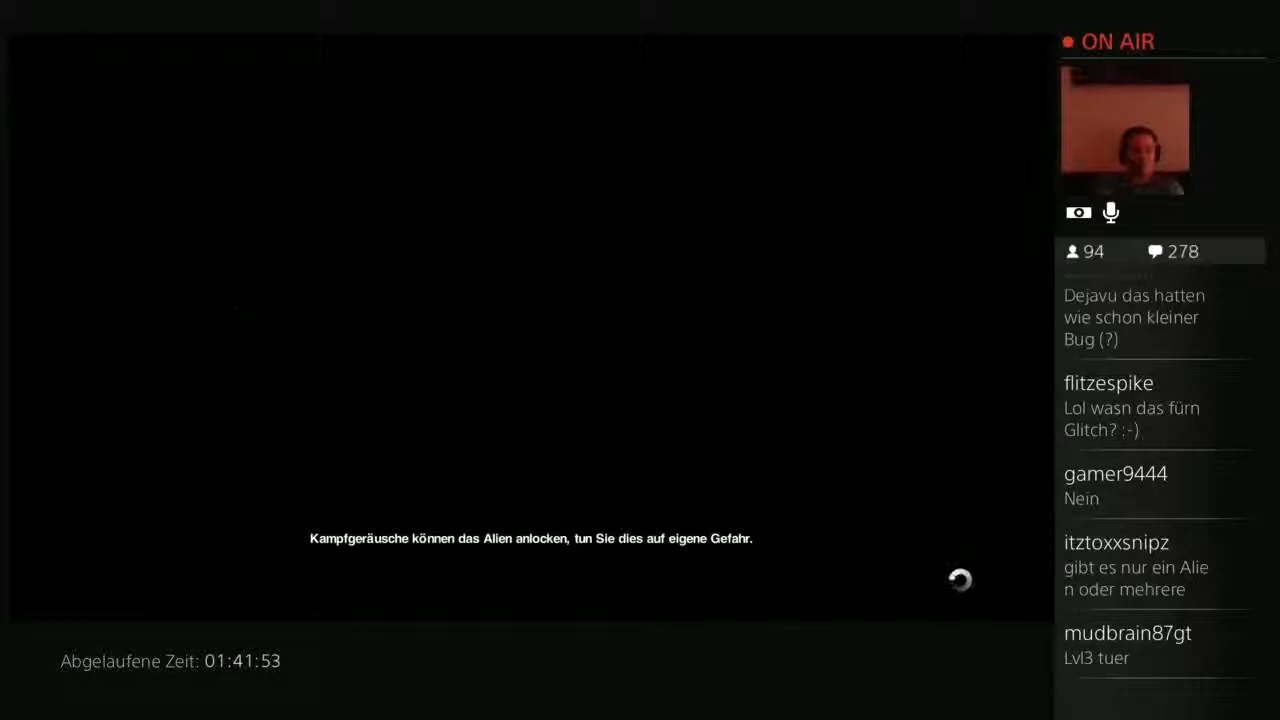 ON AIR
94 278
Dejavu das hatten
wie schon kleiner
Bug (?)
flitzespike
Lol wasn das fürn
Glitch? :-)
gamer9444
Nein
itztoxxsnipz
gibt es nur ein Alie
n oder mehrere
mudbrain87gt
Lvl3 tuer
Kampfgeräusche können das Alien anlocken, tun Sie dies auf eigene Gefahr.
Abgelaufene Zeit: 01:41:53